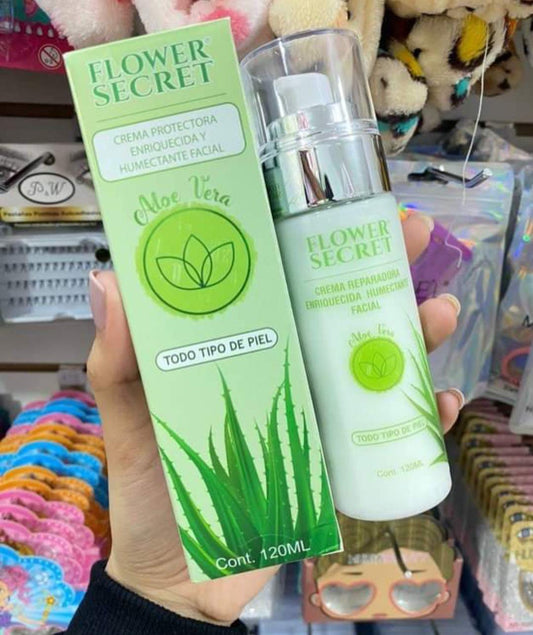 FLOWER
SECRET®
CREMA PROTECTORA
ENRIQUECIDA Y
HUMECTANTE FACIAL
Aloe Vera
TODO TIPO DE PIEL
Cont. 120ML
FLOWER
SECRET
CREMA REPARADORA
ENRIQUECIDA HUMECTANTE
FACIAL
Aloe Vera
TODO TIPO DE PIEL
Cont. 120ML
P&W